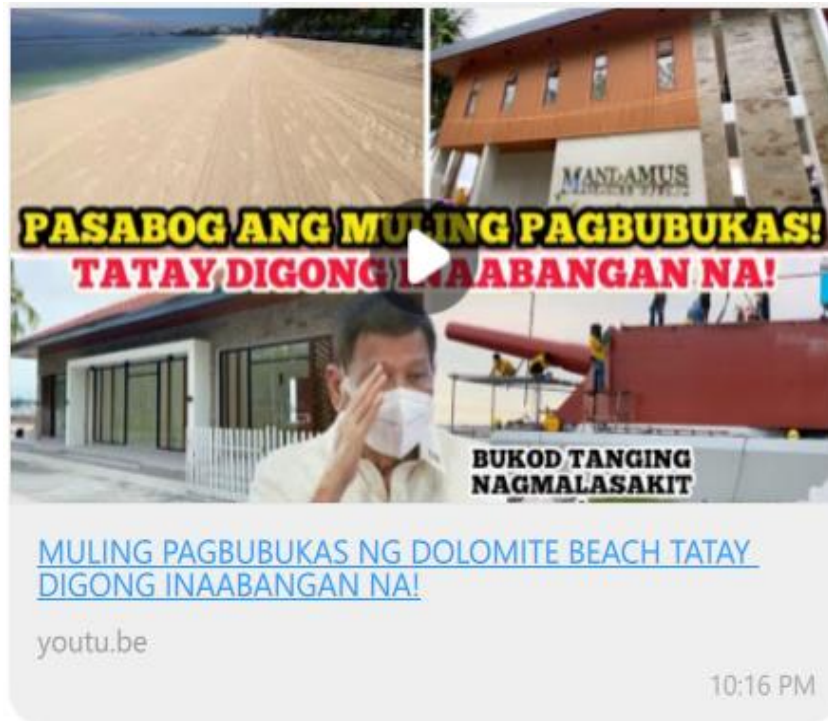 MANDAMUS
PASABOG ANG MULING PAGBUBUKAS!
TATAY DIGONG INAABANGAN NA!
BUKOD TANGING
NAGMALASAKIT
MULING PAGBUBUKAS NG DOLOMITE BEACH TATAY
DIGONG INAABANGAN NA!
youtu.be
10:16 PM